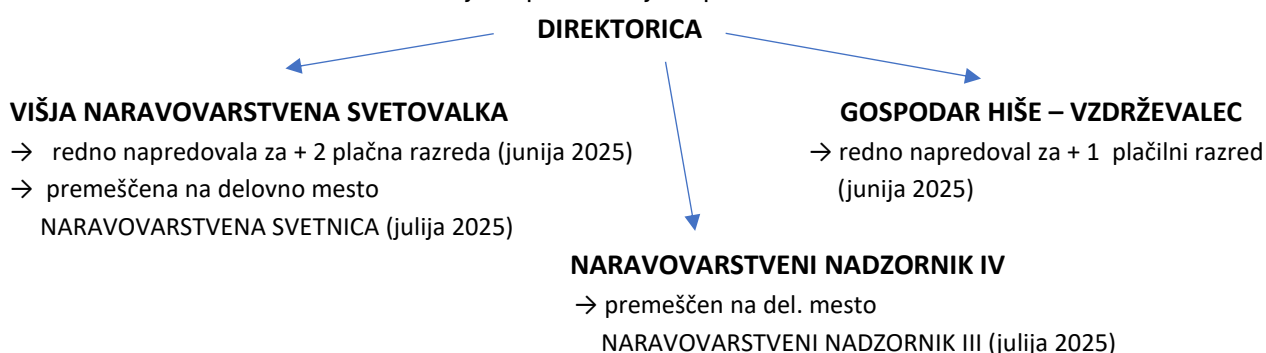 DIREKTORICA
VIŠJA NARAVOVARSTVENA SVETOVALKA
→ redno napredovala za + 2 plačna razreda (junija 2025)
→ premeščena na delovno mesto
NARAVOVARSTVENA SVETNICA (julija 2025)
GOSPODAR HIŠE – VZDRŽEVALEC
→ redno napredoval za + 1 plačilni razred
(junija 2025)
NARAVOVARSTVENI NADZORNIK IV
→ premeščen na del. mesto
NARAVOVARSTVENI NADZORNIK III (julija 2025)